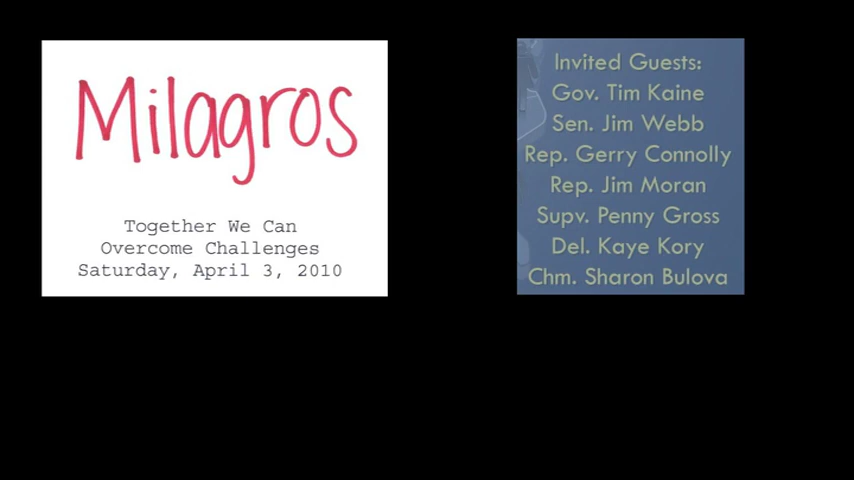 Milagros
Together We Can
Overcome Challenges
Saturday, April 3, 2010
Invited Guests:
Gov. Tim Kaine
Sen. Jim Webb
Rep. Gerry Connolly
Rep. Jim Moran
Supv. Penny Gross
Del. Kaye Kory
Chm. Sharon Bulova